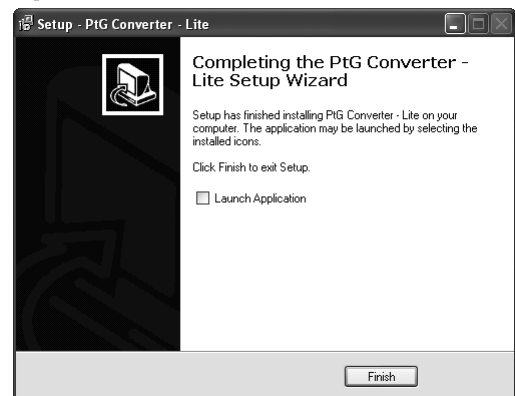 Setup - PtG Converter - Lite
Completing the PtG Converter -
Lite Setup Wizard
Setup has finished installing PtG Converter - Lite on your
computer. The application may be launched by selecting the
installed icons.
Click Finish to exit Setup.
Launch Application
Finish